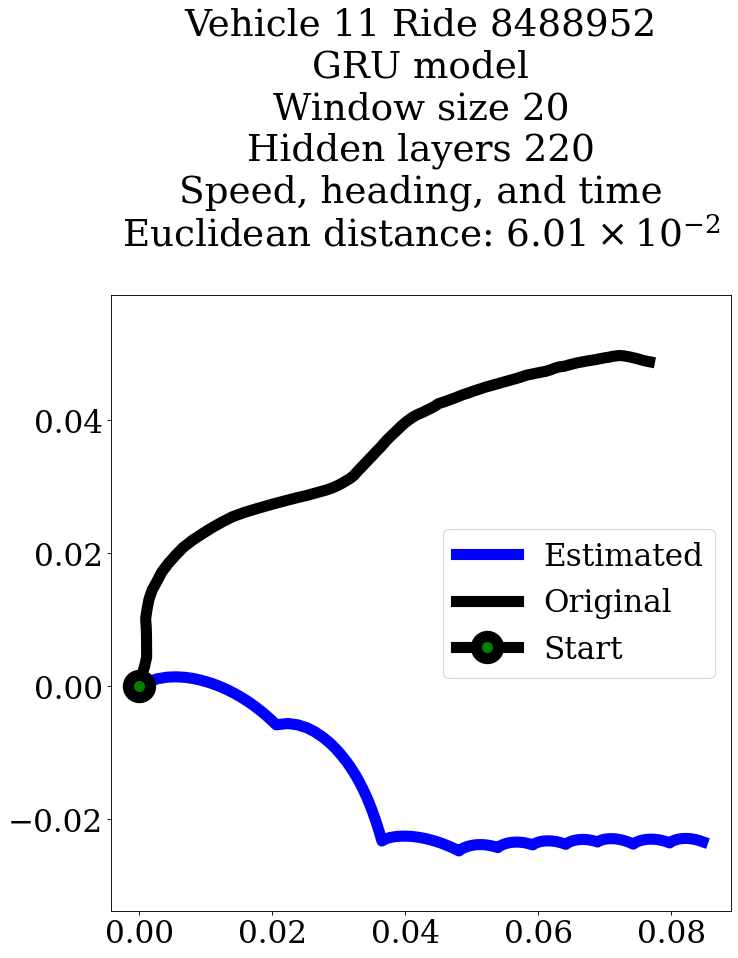 Vehicle 11 Ride 8488952
GRU model
Window size 20
Hidden layers 220
Speed, heading, and time
Euclidean distance: 6.01 × 10⁻²
0.04
0.02
0.00
−0.02
Estimated
Original
Start
0.00 0.02 0.04 0.06 0.08